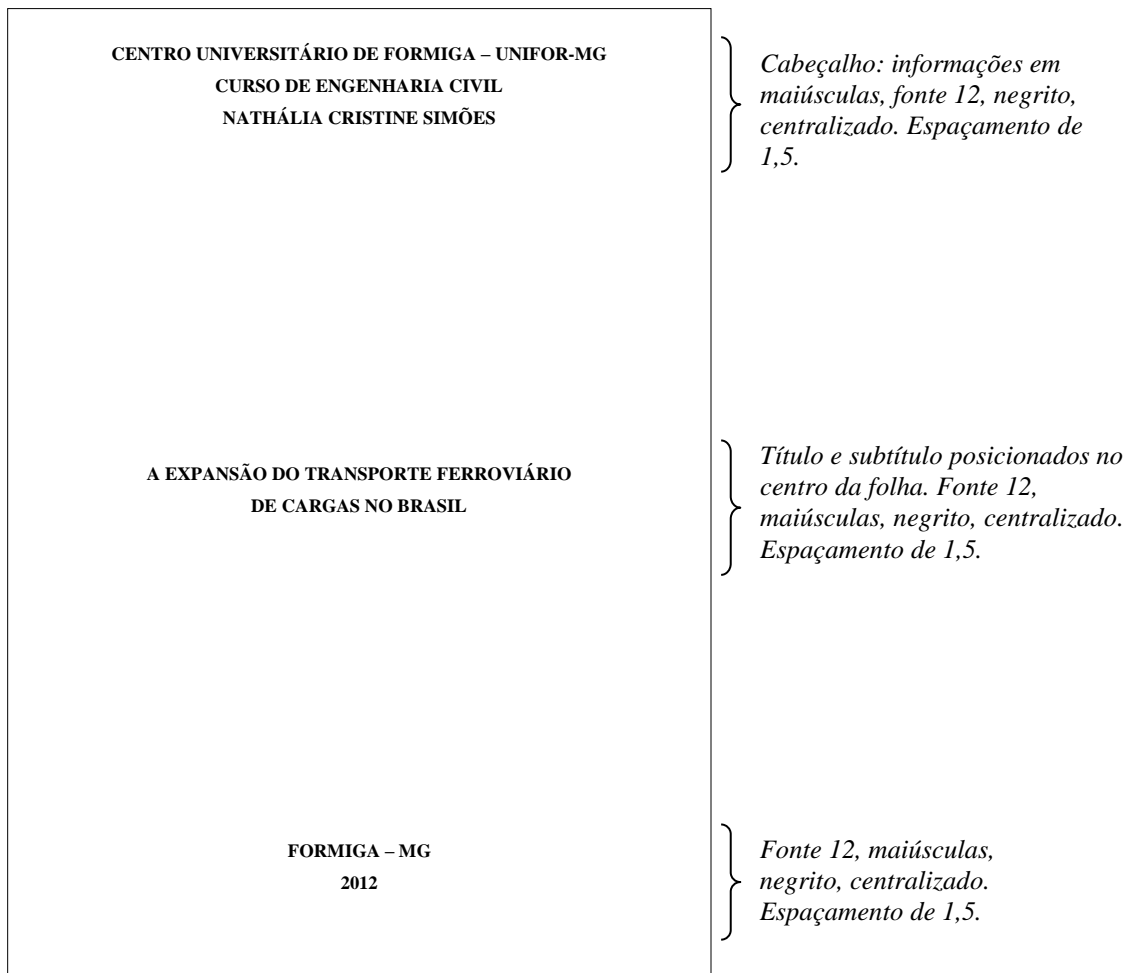 CENTRO UNIVERSITÁRIO DE FORMIGA – UNIFOR-MG
CURSO DE ENGENHARIA CIVIL
NATHÁLIA CRISTINE SIMÕES
Cabeçalho: informações em
maiúsculas, fonte 12, negrito,
centralizado. Espaçamento de
1,5.
A EXPANSÃO DO TRANSPORTE FERROVIÁRIO
DE CARGAS NO BRASIL
Título e subtítulo posicionados no
centro da folha. Fonte 12,
maiúsculas, negrito, centralizado.
Espaçamento de 1,5.
FORMIGA – MG
2012
Fonte 12, maiúsculas,
negrito, centralizado.
Espaçamento de 1,5.